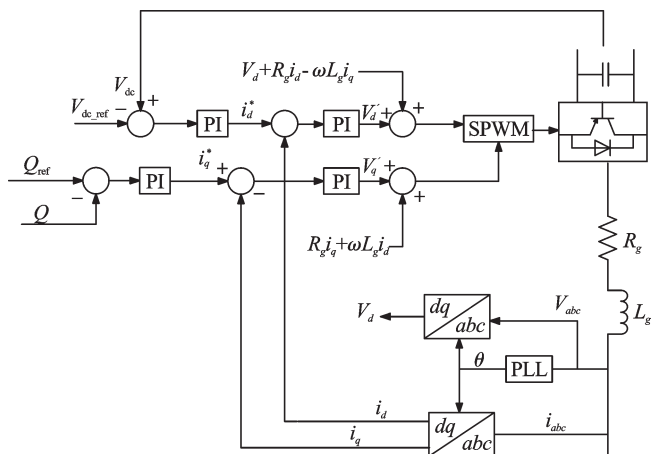 V_d+R_g i_d-ωL_g i_q
V_dc
V_dc_ref − +
PI
i_d^*
PI
V_d^′ +
+
SPWM
Q_ref
−
Q
PI
i_q^*
+
−
PI
V_q^′ +
+
R_g i_q+ωL_g i_d
R_g
L_g
V_d
dq
abc
V_abc
θ
PLL
i_d
i_q
dq
abc
i_abc